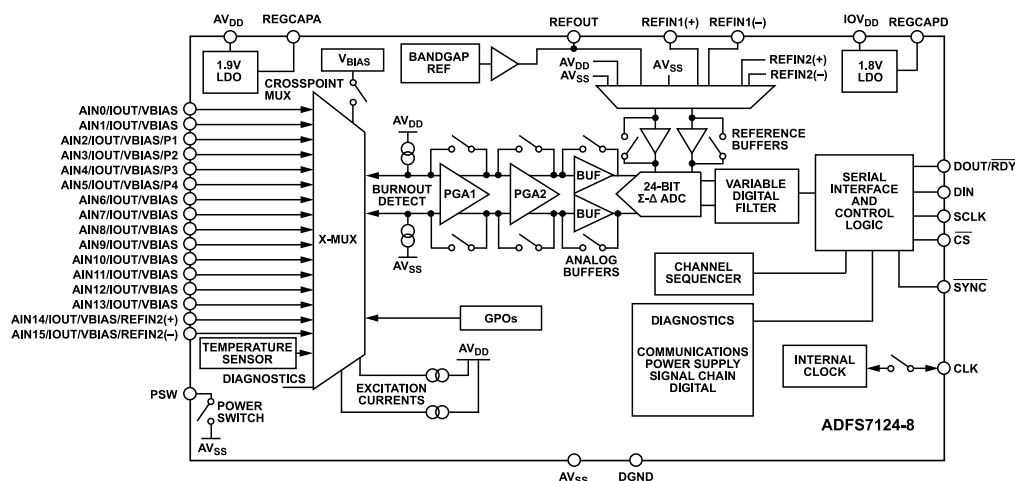 AVDD
REGCAPA
REFOUT
REFIN1(+)
REFIN1(–)
IOVDD
REGCAPD
1.9V
LDO
VBIAS
CROSSPOINT
MUX
BANDGAP
REF
AVDD
AVSS
AVSS
REFIN2(+)
REFIN2(–)
1.8V
LDO
AIN0/IOUT/VBIAS
AIN1/IOUT/VBIAS
AIN2/IOUT/VBIAS/P1
AIN3/IOUT/VBIAS/P2
AIN4/IOUT/VBIAS/P3
AIN5/IOUT/VBIAS/P4
AIN6/IOUT/VBIAS
AIN7/IOUT/VBIAS
AIN8/IOUT/VBIAS
AIN9/IOUT/VBIAS
AIN10/IOUT/VBIAS
AIN11/IOUT/VBIAS
AIN12/IOUT/VBIAS
AIN13/IOUT/VBIAS
AIN14/IOUT/VBIAS/REFIN2(+)
AIN15/IOUT/VBIAS/REFIN2(–)
TEMPERATURE
SENSOR
DIAGNOSTICS
X-MUX
AVDD
BURNOUT
DETECT
AVSS
PGA1
PGA2
BUF
BUF
ANALOG
BUFFERS
REFERENCE
BUFFERS
24-BIT
Σ-Δ ADC
VARIABLE
DIGITAL
FILTER
SERIAL
INTERFACE
AND
CONTROL
LOGIC
DOUT/RDY
DIN
SCLK
CS
SYNC
CHANNEL
SEQUENCER
GPOs
DIAGNOSTICS
COMMUNICATIONS
POWER SUPPLY
SIGNAL CHAIN
DIGITAL
INTERNAL
CLOCK
CLK
AVDD
EXCITATION
CURRENTS
PSW
POWER
SWITCH
AVSS
ADFS7124-8
AVSS
DGND